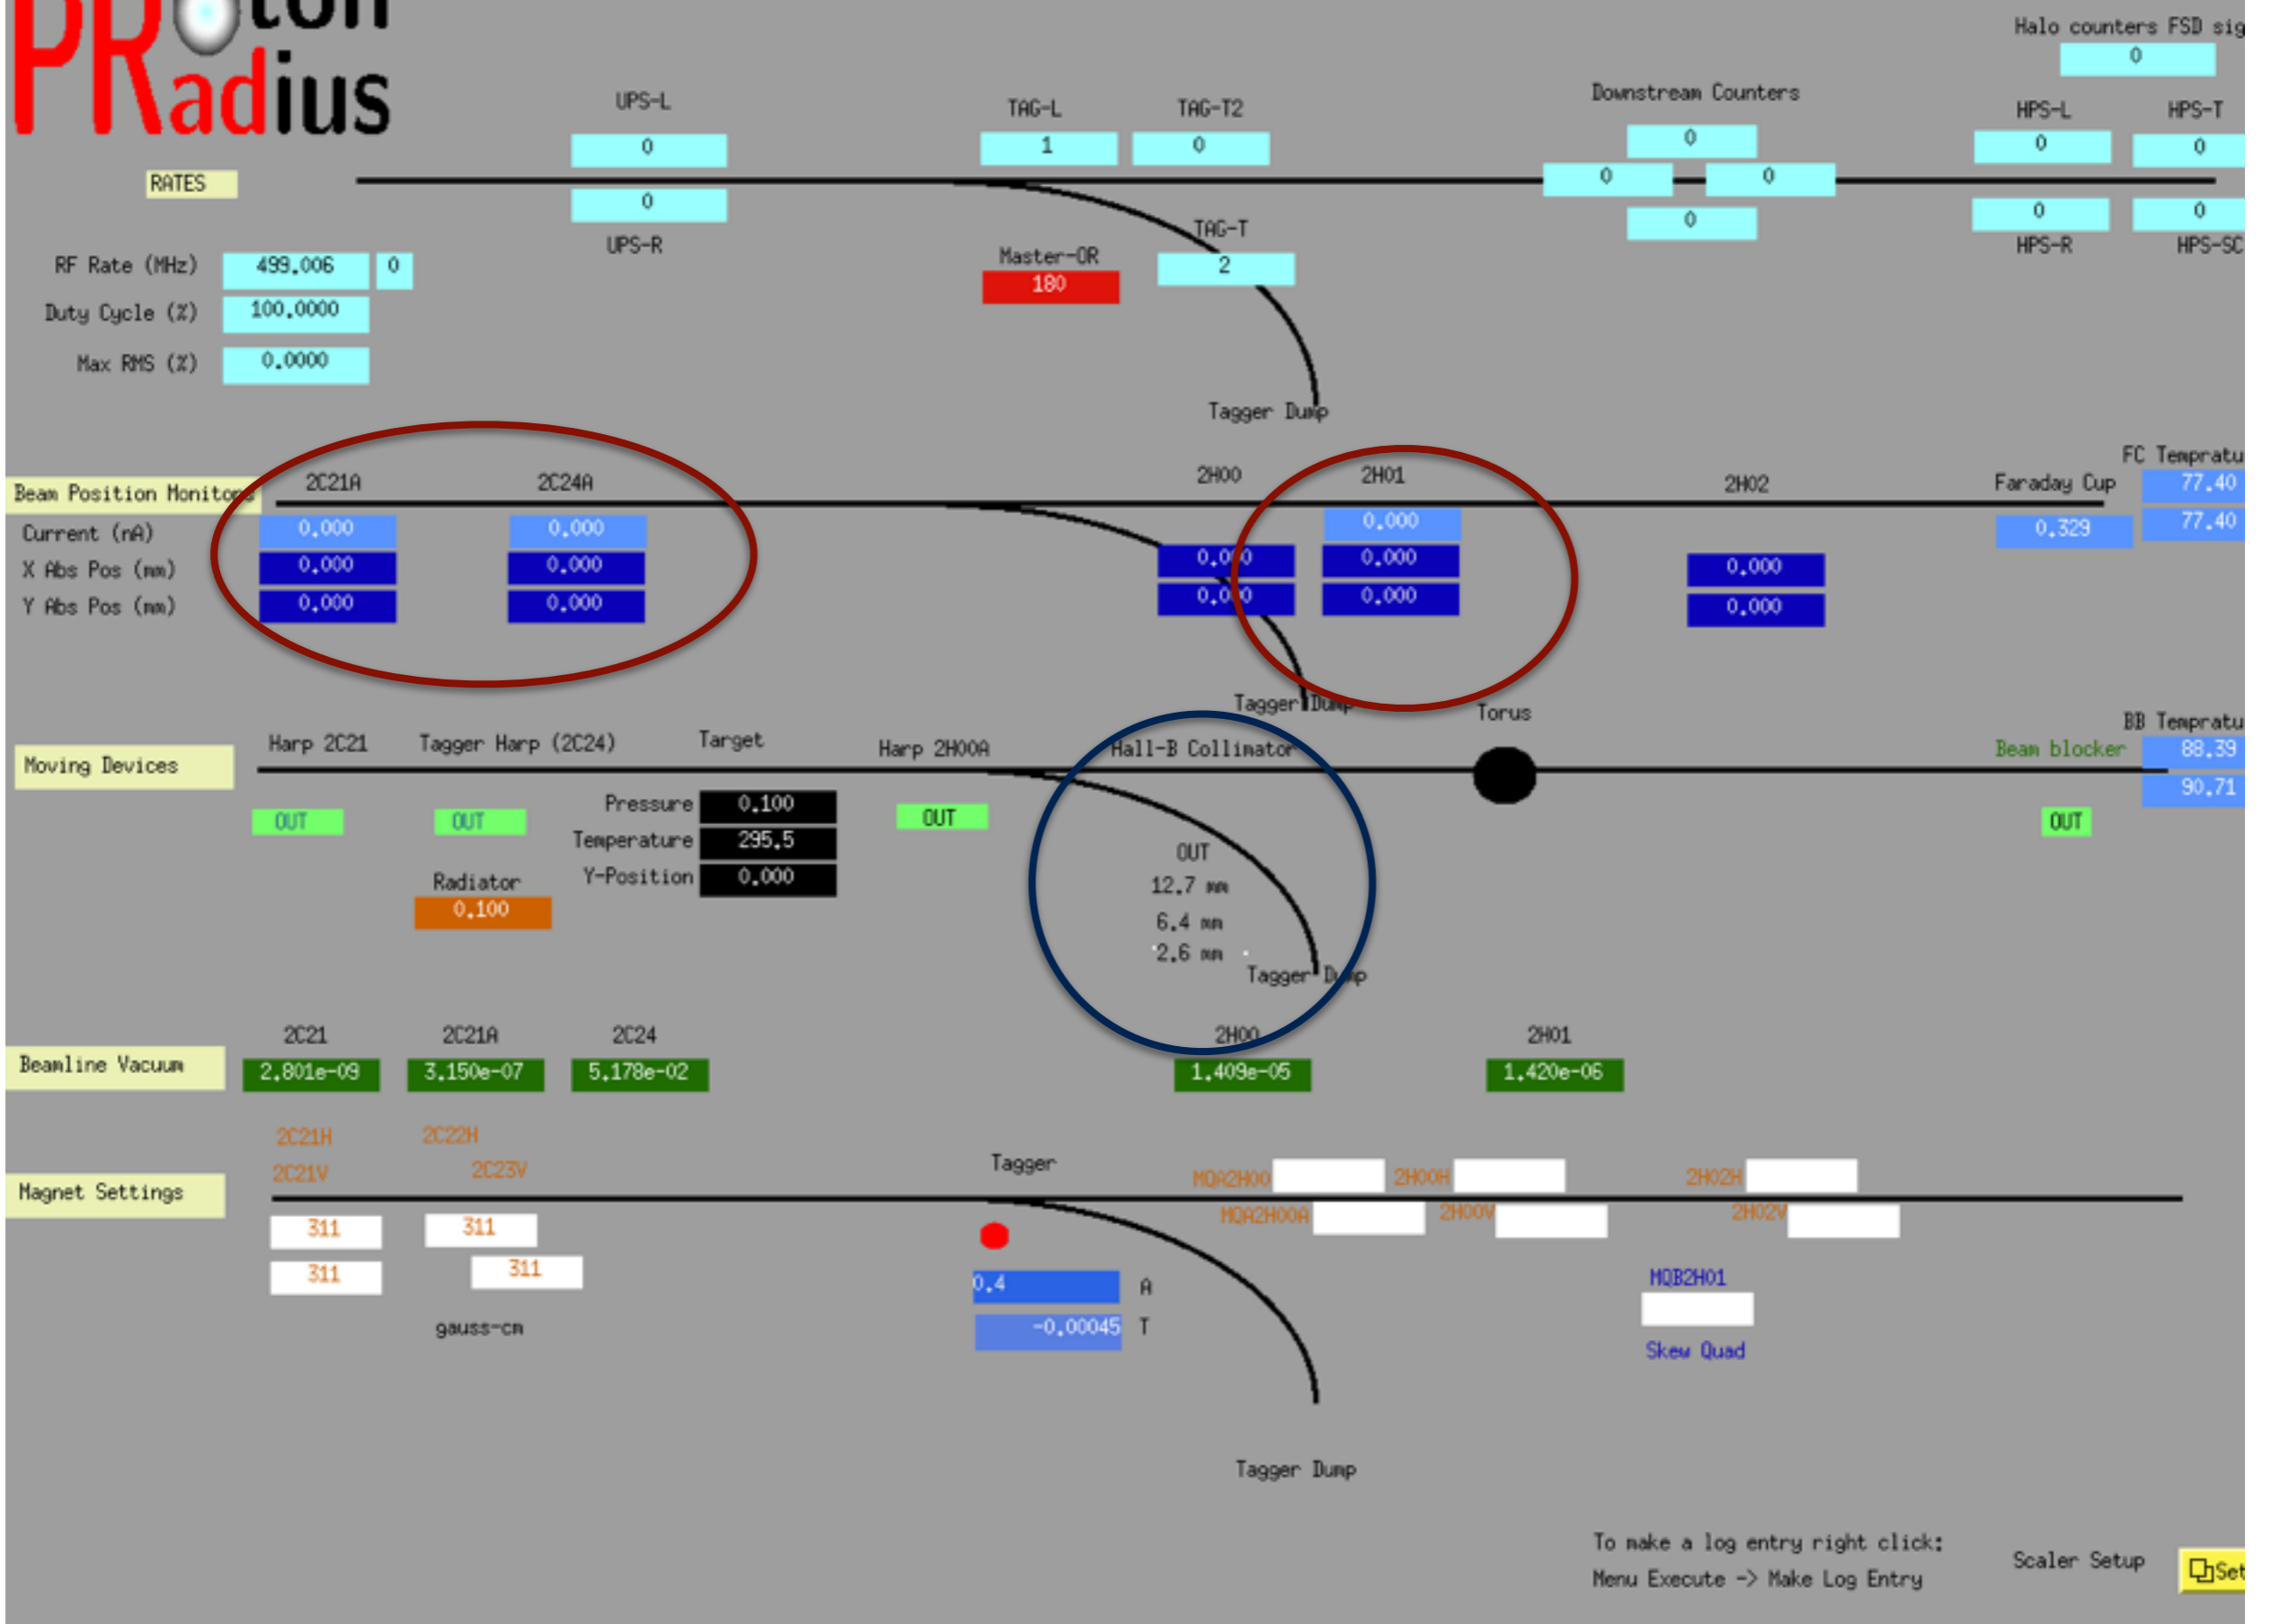 PRoton
Radius
Halo counters FSD sig
0
UPS-L
0
TAG-L TAG-T2
1 0
Downstream Counters
0
HPS-L HPS-T
0 0
RATES
0 0
0
UPS-R
0
0 0
HPS-R HPS-SC
TAG-T
2
Master-OR
180
RF Rate (MHz) 499.006 0
Duty Cycle (%) 100.0000
Max RMS (%) 0.0000
Tagger Dump
Beam Position Monitors
2C21A 2C24A 2H00 2H01 2H02 Faraday Cup
FC Tempratu
77.40
77.40
Current (nA) 0.000 0.000 0.000 0.329
X Abs Pos (mm) 0.000 0.000 0.000 0.000 0.000
Y Abs Pos (mm) 0.000 0.000 0.000 0.000 0.000
Tagger Dump
Torus
BB Tempratu
88.39
90.71
Moving Devices
Harp 2C21 Tagger Harp (2C24) Target Harp 2H00A Hall-B Collimator Beam blocker
OUT OUT OUT OUT
Pressure 0.100
Temperature 295.5
Y-Position 0.000
Radiator
0.100
OUT
12.7 mm
6.4 mm
2.6 mm
Tagger Dump
2C21 2C21A 2C24 2H00 2H01
Beamline Vacuum
2.801e-09 3.150e-07 5.178e-02 1.409e-05 1.420e-06
2C21H 2C22H
2C21V 2C23V
Tagger
MQA2H00 2H00H 2H02H
Magnet Settings
MQA2H00A 2H00V 2H02V
311 311
311 311
gauss-cm
0.4 A
-0.00045 T
MQB2H01
Skew Quad
Tagger Dump
To make a log entry right click:
Menu Execute -> Make Log Entry
Scaler Setup
Set